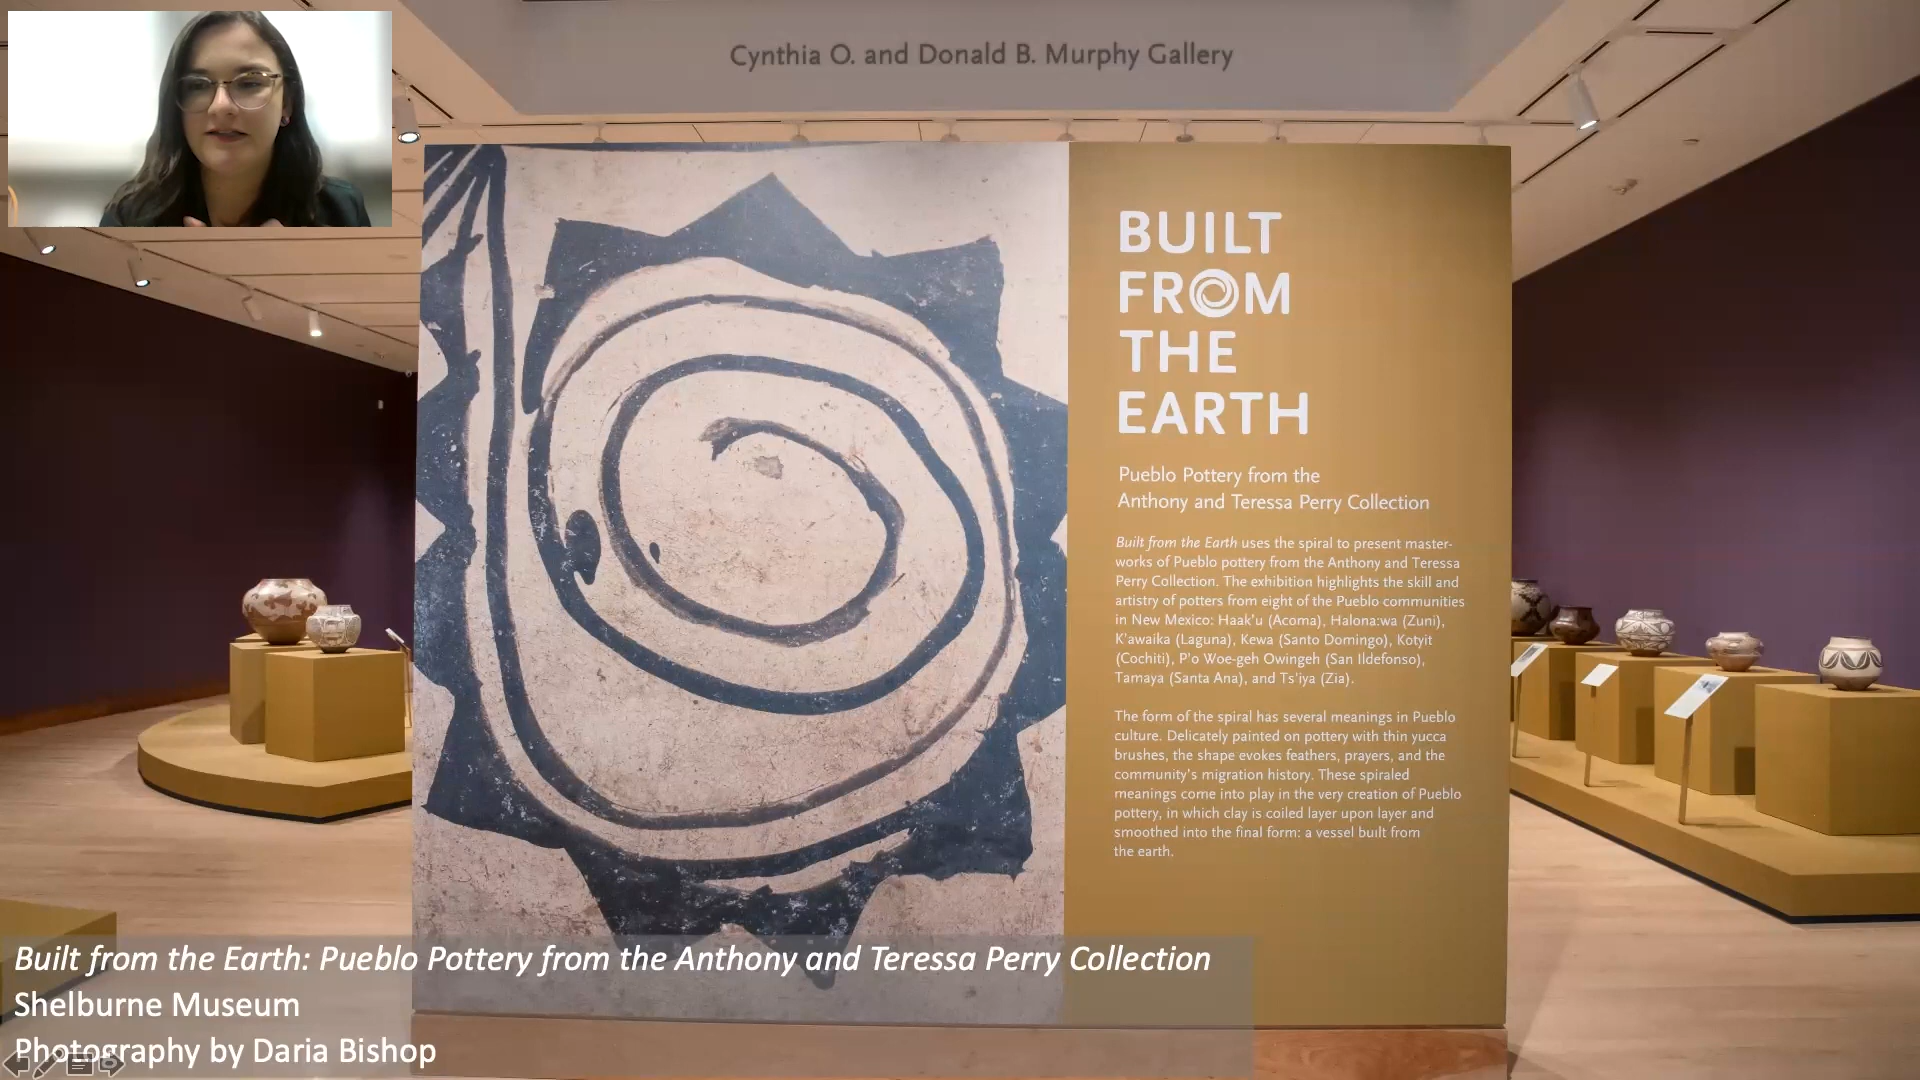 Cynthia O. and Donald B. Murphy Gallery
BUILT
FROM
THE
EARTH
Pueblo Pottery from the
Anthony and Teressa Perry Collection
Built from the Earth uses the spiral to present master-
works of Pueblo pottery from the Anthony and Teressa
Perry Collection. The exhibition highlights the skill and
artistry of potters from eight of the Pueblo communities
in New Mexico: Haak'u (Acoma), Halona:wa (Zuni),
K'awaika (Laguna), Kewa (Santo Domingo), Kotyit
(Cochiti), P'o Woe-geh Owingeh (San Ildefonso),
Tamaya (Santa Ana), and Ts'iya (Zia).
The form of the spiral has several meanings in Pueblo
culture. Delicately painted on pottery with thin yucca
brushes, the shape evokes feathers, prayers, and the
community's migration history. These spiraled
meanings come into play in the very creation of Pueblo
pottery, in which clay is coiled layer upon layer and
smoothed into the final form: a vessel built from
the earth.
Built from the Earth: Pueblo Pottery from the Anthony and Teressa Perry Collection
Shelburne Museum
Photography by Daria Bishop